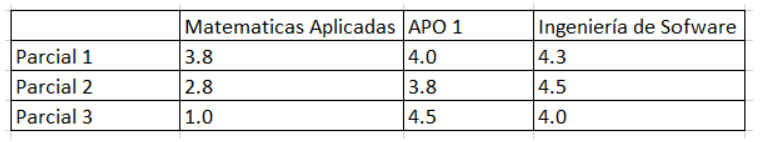 Matematicas Aplicadas APO 1 Ingeniería de Sofware
Parcial 1 3.8 4.0 4.3
Parcial 2 2.8 3.8 4.5
Parcial 3 1.0 4.5 4.0